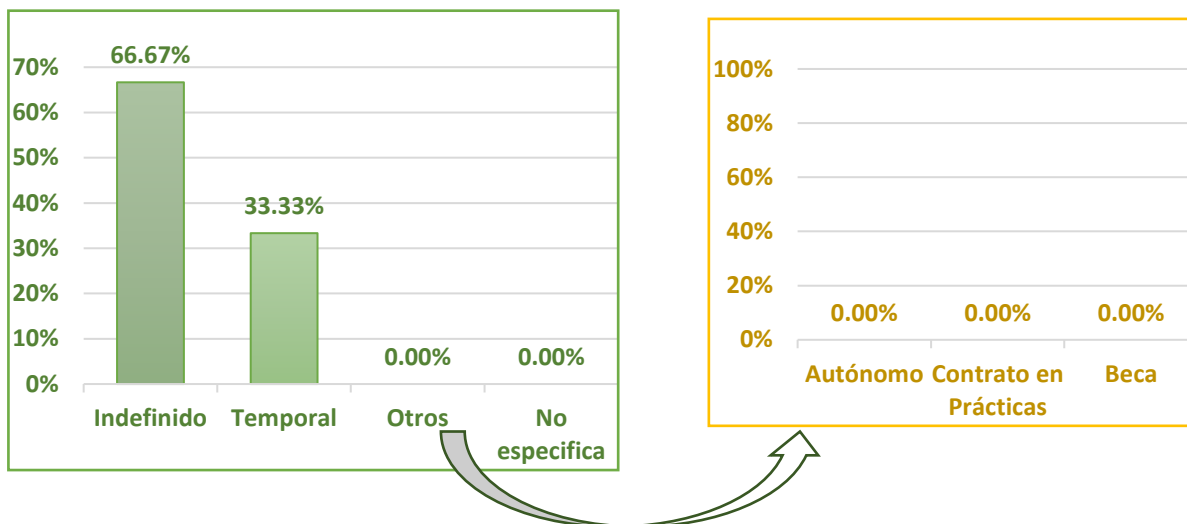 66.67%
70%
60%
50%
40%
33.33%
30%
20%
10%
0.00%
0.00%
0%
Indefinido
Temporal
Otros
No
especifica
100%
80%
60%
40%
20%
0.00%
0.00%
0.00%
0%
Autónomo
Contrato en
Prácticas
Beca